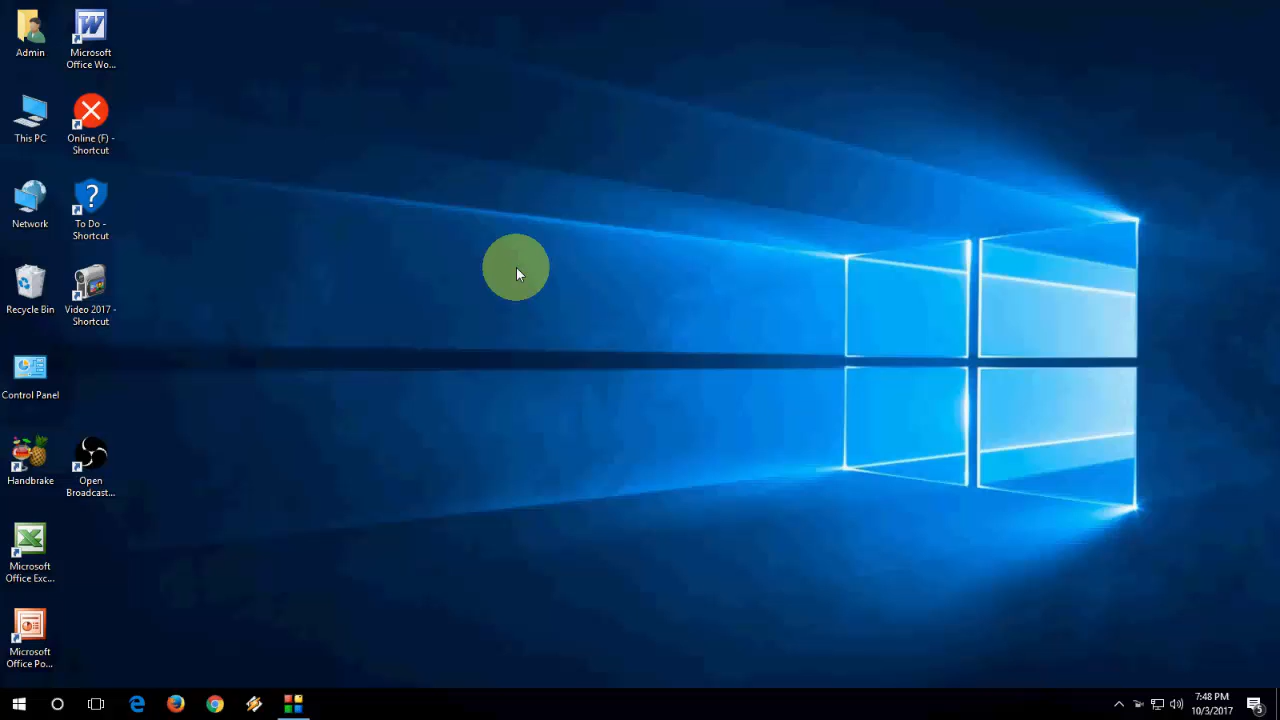 Admin
Microsoft
Office Wo...
This PC
Online (F) -
Shortcut
Network
To Do -
Shortcut
Recycle Bin
Video 2017 -
Shortcut
Control Panel
Handbrake
Open
Broadcast...
Microsoft
Office Exc...
Microsoft
Office Po...
7:48 PM
10/3/2017
5